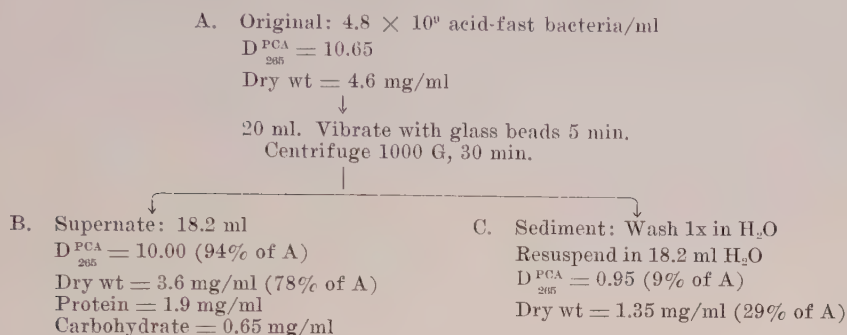 A. Original: 4.8 × 10⁹ acid-fast bacteria/ml
D PCA 265 = 10.65
Dry wt = 4.6 mg/ml
↓
20 ml. Vibrate with glass beads 5 min.
Centrifuge 1000 G, 30 min.
B. Supernate: 18.2 ml
D PCA 265 = 10.00 (94% of A)
Dry wt = 3.6 mg/ml (78% of A)
Protein = 1.9 mg/ml
Carbohydrate = 0.65 mg/ml
C. Sediment: Wash 1x in H₂O
Resuspend in 18.2 ml H₂O
D PCA 265 = 0.95 (9% of A)
Dry wt = 1.35 mg/ml (29% of A)